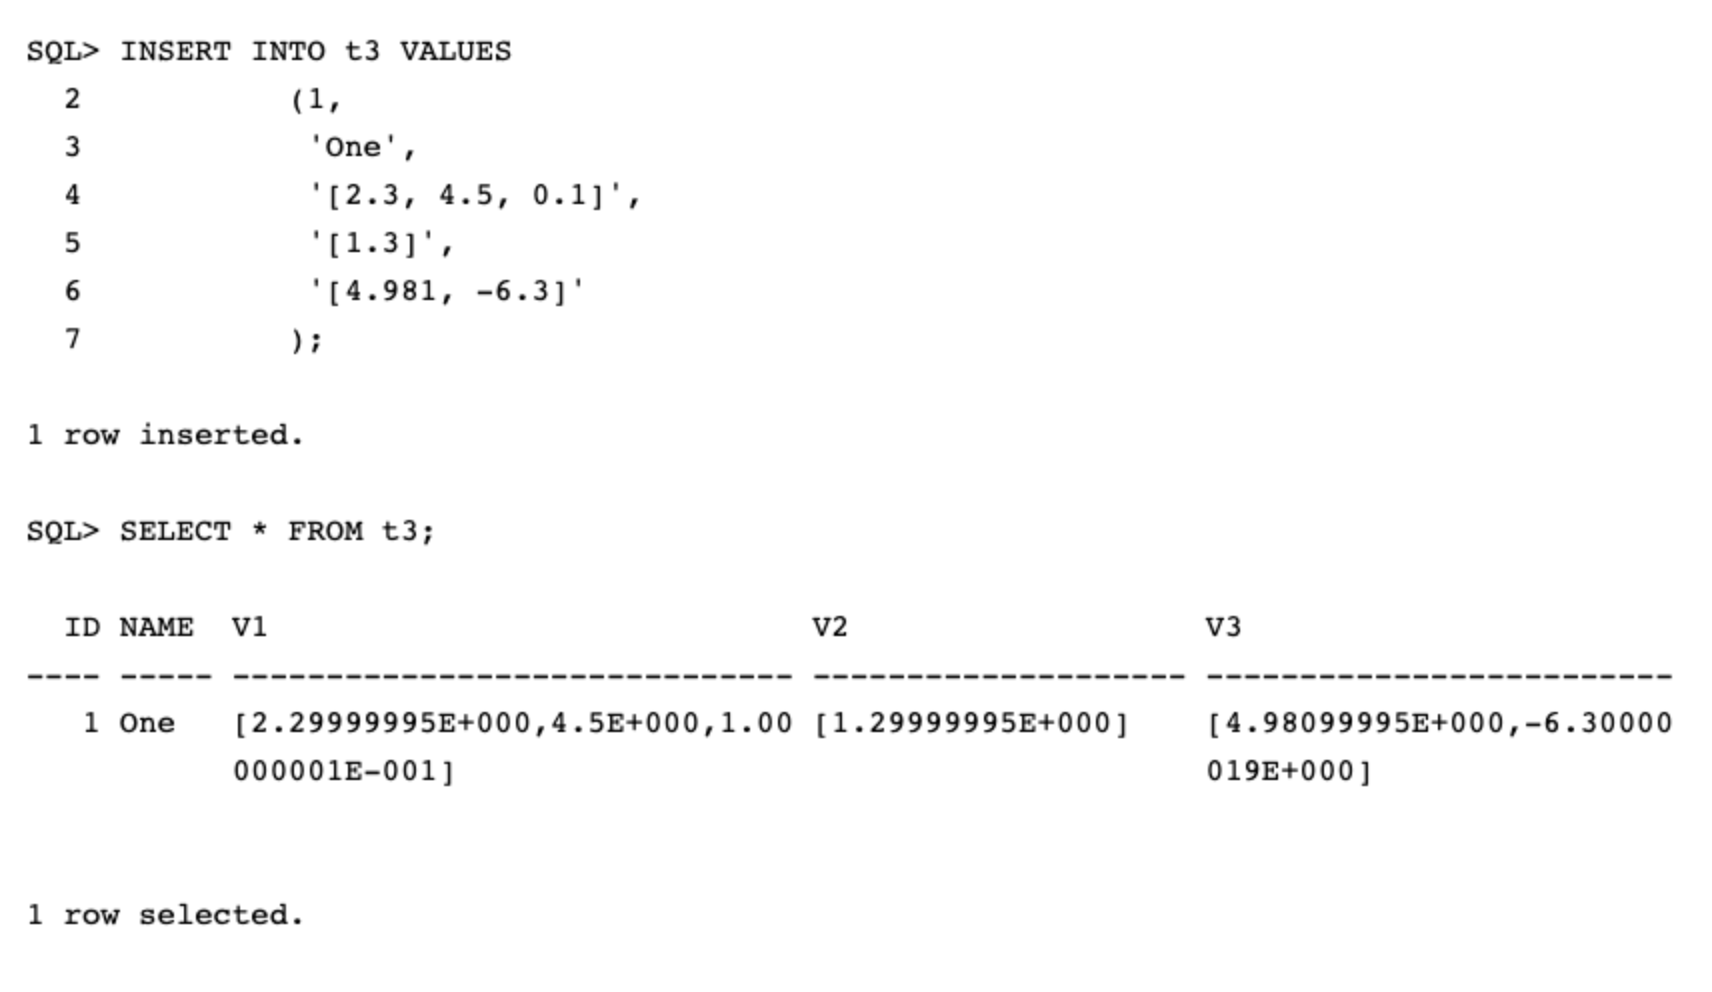 SQL> INSERT INTO t3 VALUES
2 (1,
3 'One',
4 '[2.3, 4.5, 0.1]',
5 '[1.3]',
6 '[4.981, -6.3]'
7 );
1 row inserted.
SQL> SELECT * FROM t3;
ID NAME V1 V2 V3
---- ----- ------------------------------ -------------------- -------------------------
1 One [2.29999995E+000,4.5E+000,1.00 [1.29999995E+000] [4.98099995E+000,-6.30000
000001E-001] 019E+000]
1 row selected.